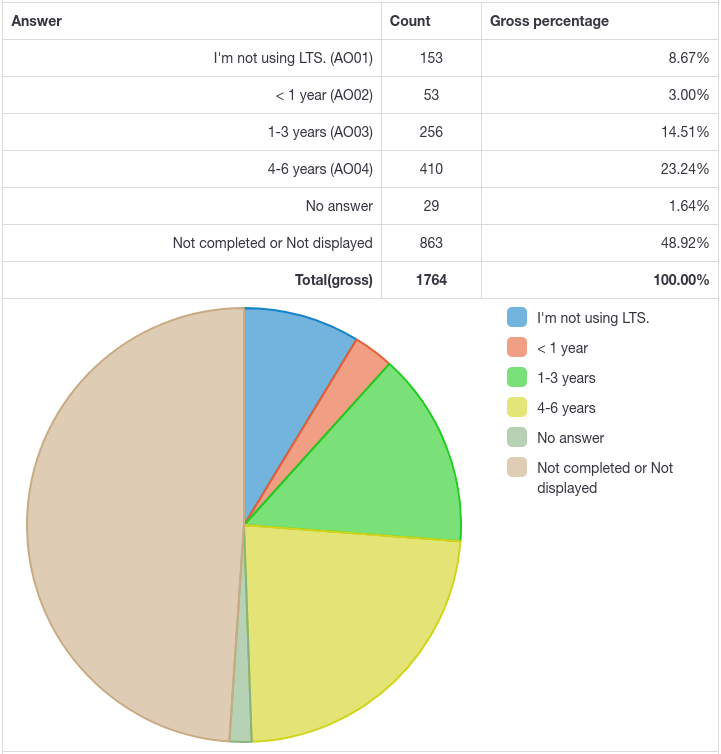 Answer Count Gross percentage
I'm not using LTS. (AO01) 153 8.67%
< 1 year (AO02) 53 3.00%
1-3 years (AO03) 256 14.51%
4-6 years (AO04) 410 23.24%
No answer 29 1.64%
Not completed or Not displayed 863 48.92%
Total(gross) 1764 100.00%
I'm not using LTS.
< 1 year
1-3 years
4-6 years
No answer
Not completed or Not
displayed